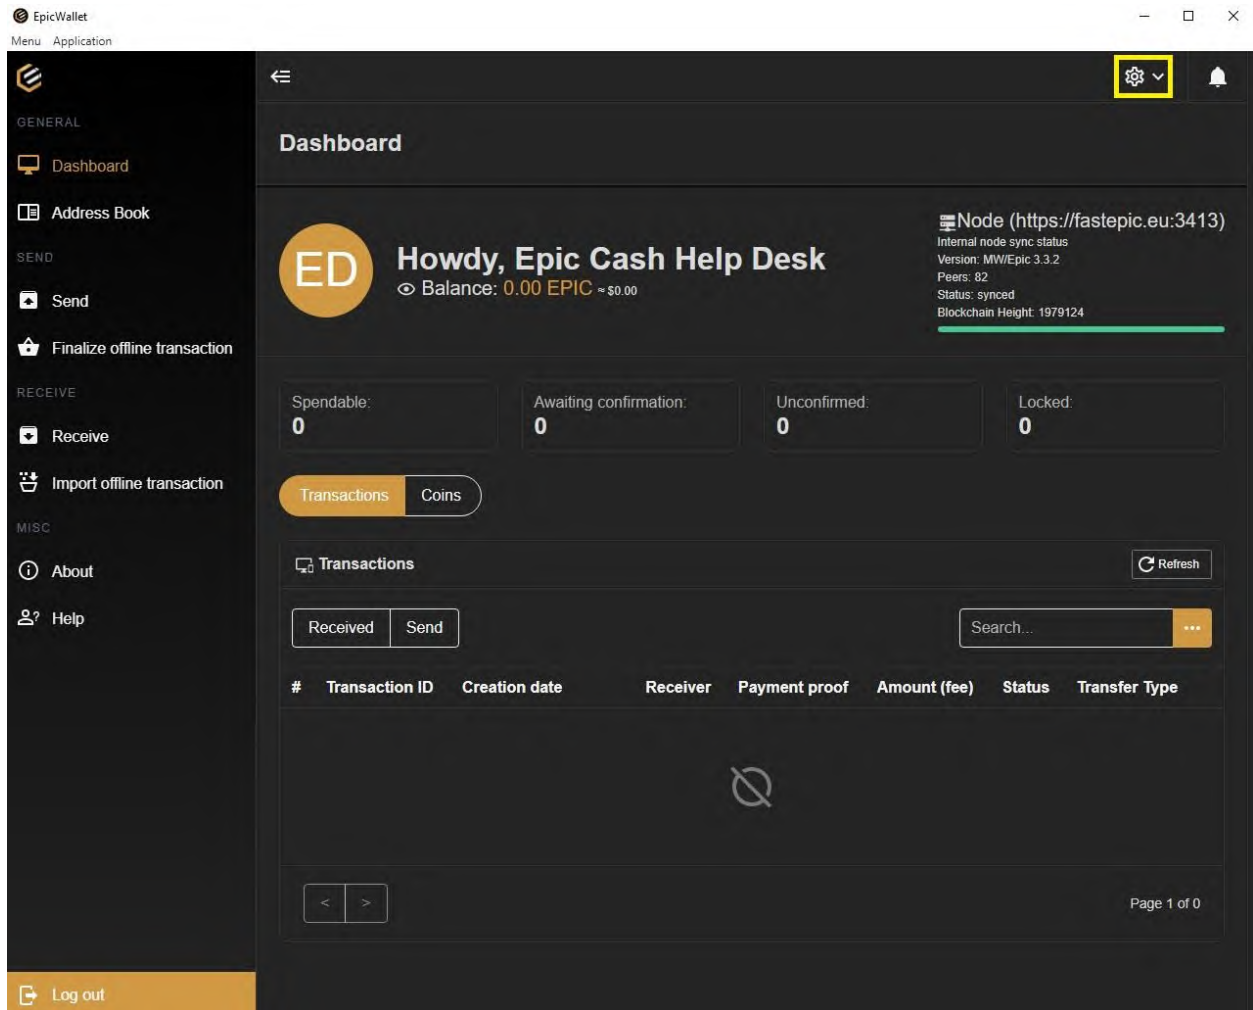 EpicWallet
Menu Application
GENERAL
Dashboard
Address Book
SEND
Send
Finalize offline transaction
RECEIVE
Receive
Import offline transaction
MISC
About
Help
Log out
Dashboard
ED
Howdy, Epic Cash Help Desk
Balance: 0.00 EPIC ≈ $0.00
Node (https://fastepic.eu:3413)
Internal node sync status
Version: MW/Epic 3.3.2
Peers: 82
Status: synced
Blockchain Height: 1979124
Spendable:
0
Awaiting confirmation:
0
Unconfirmed:
0
Locked:
0
Transactions Coins
Transactions
Refresh
Received Send
Search... ...
# Transaction ID Creation date Receiver Payment proof Amount (fee) Status Transfer Type
< >
Page 1 of 0